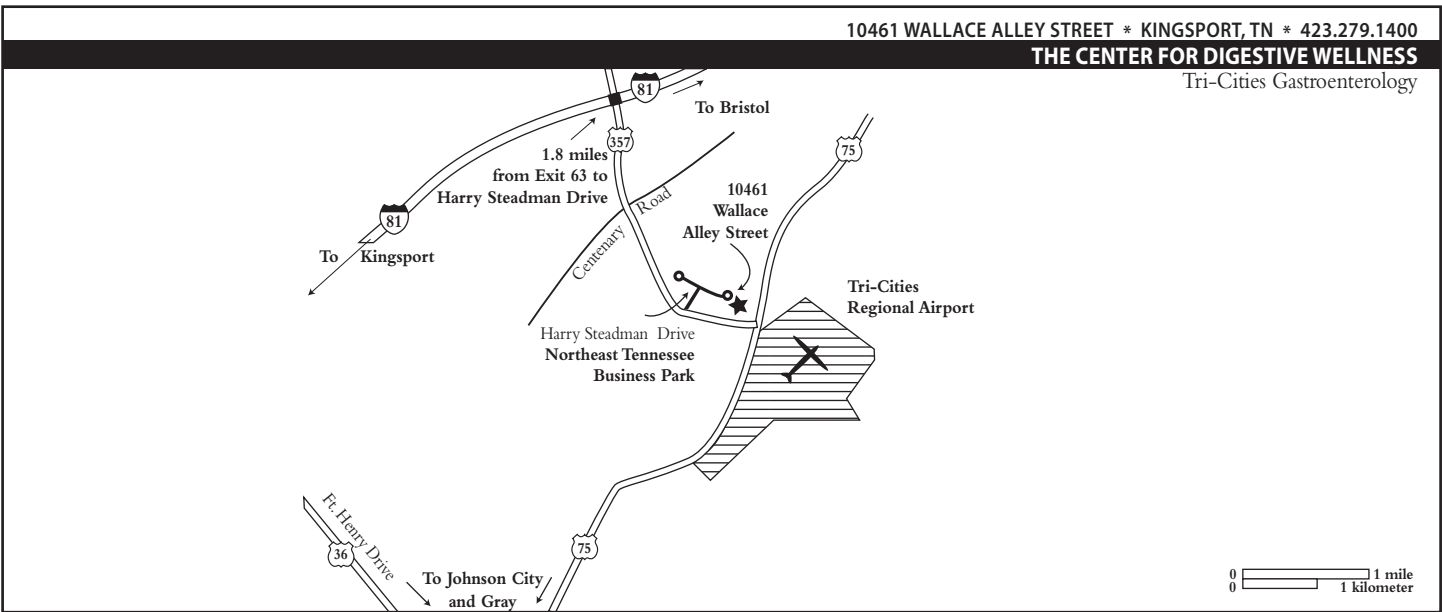 10461 WALLACE ALLEY STREET * KINGSPORT, TN * 423.279.1400
THE CENTER FOR DIGESTIVE WELLNESS
Tri-Cities Gastroenterology
81
To Bristol
357
75
1.8 miles
from Exit 63 to
Harry Steadman Drive
Centenary Road
10461
Wallace
Alley Street
81
To Kingsport
Tri-Cities
Regional Airport
Harry Steadman Drive
Northeast Tennessee
Business Park
Ft. Henry Drive
36
75
To Johnson City
and Gray
0 1 mile
0 1 kilometer